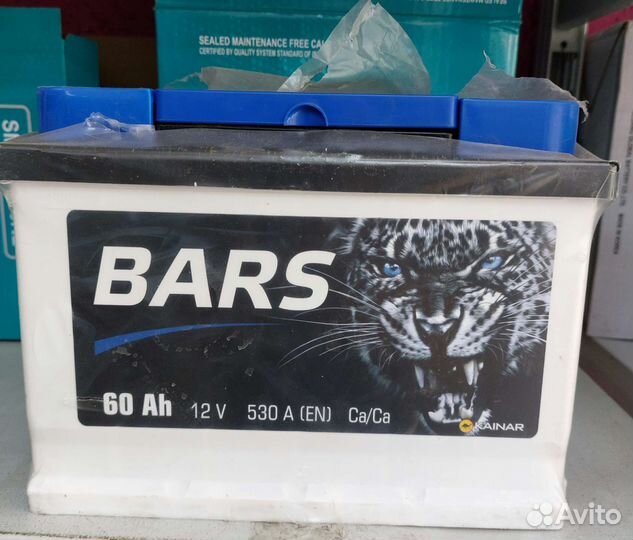 SEALED MAINTENANCE FREE CAL
CERTIFIED BY QUALITY SYSTEM STANDARD OF
BARS
60 Ah 12 V 530 A (EN) Ca/Ca
KAINAR
Avito